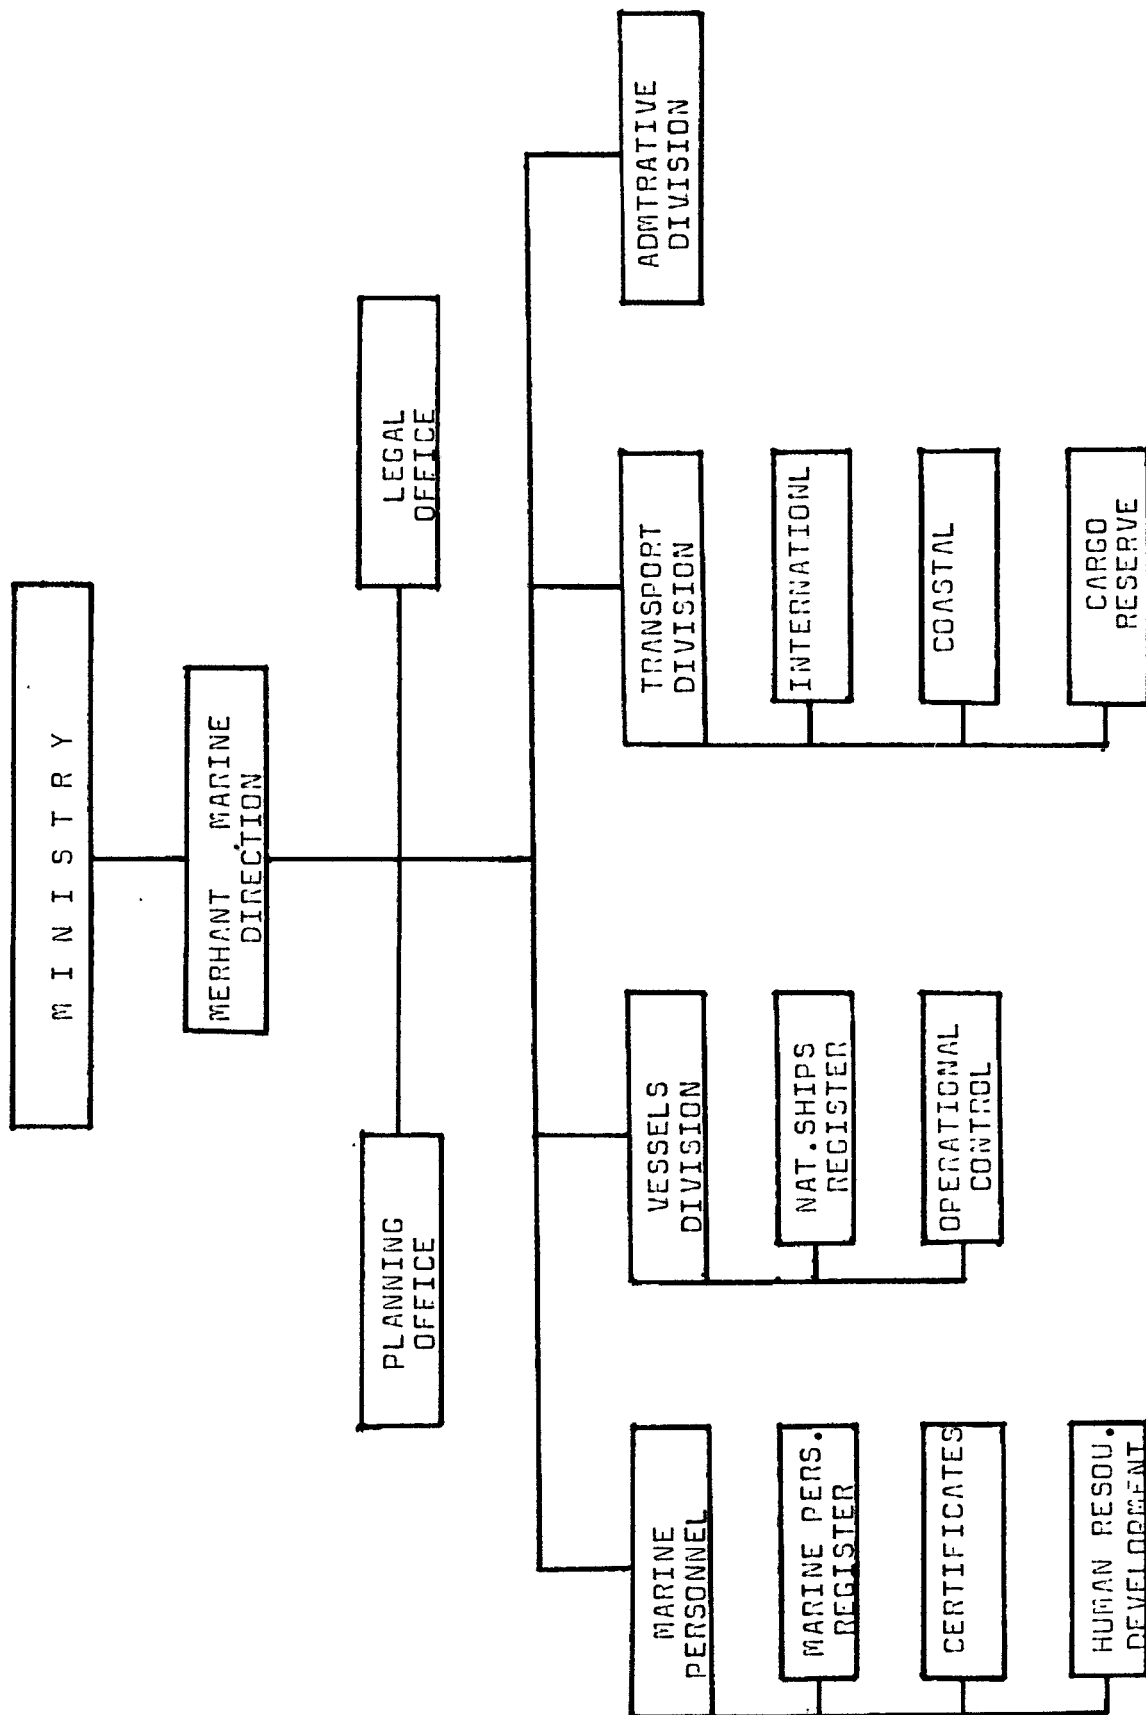 M I N I S T R Y
MERHANT MARINE
DIRECTION
PLANNING
OFFICE
LEGAL
OFFICE
MARINE
PERSONNEL
MARINE PERS.
REGISTER
CERTIFICATES
HUMAN RESOU.
DEVELOPMENT
VESSELS
DIVISION
NAT.SHIPS
REGISTER
OPERATIONAL
CONTROL
TRANSPORT
DIVISION
INTERNATIONL
COASTAL
CARGO
RESERVE
ADMTRATIVE
DIVISION